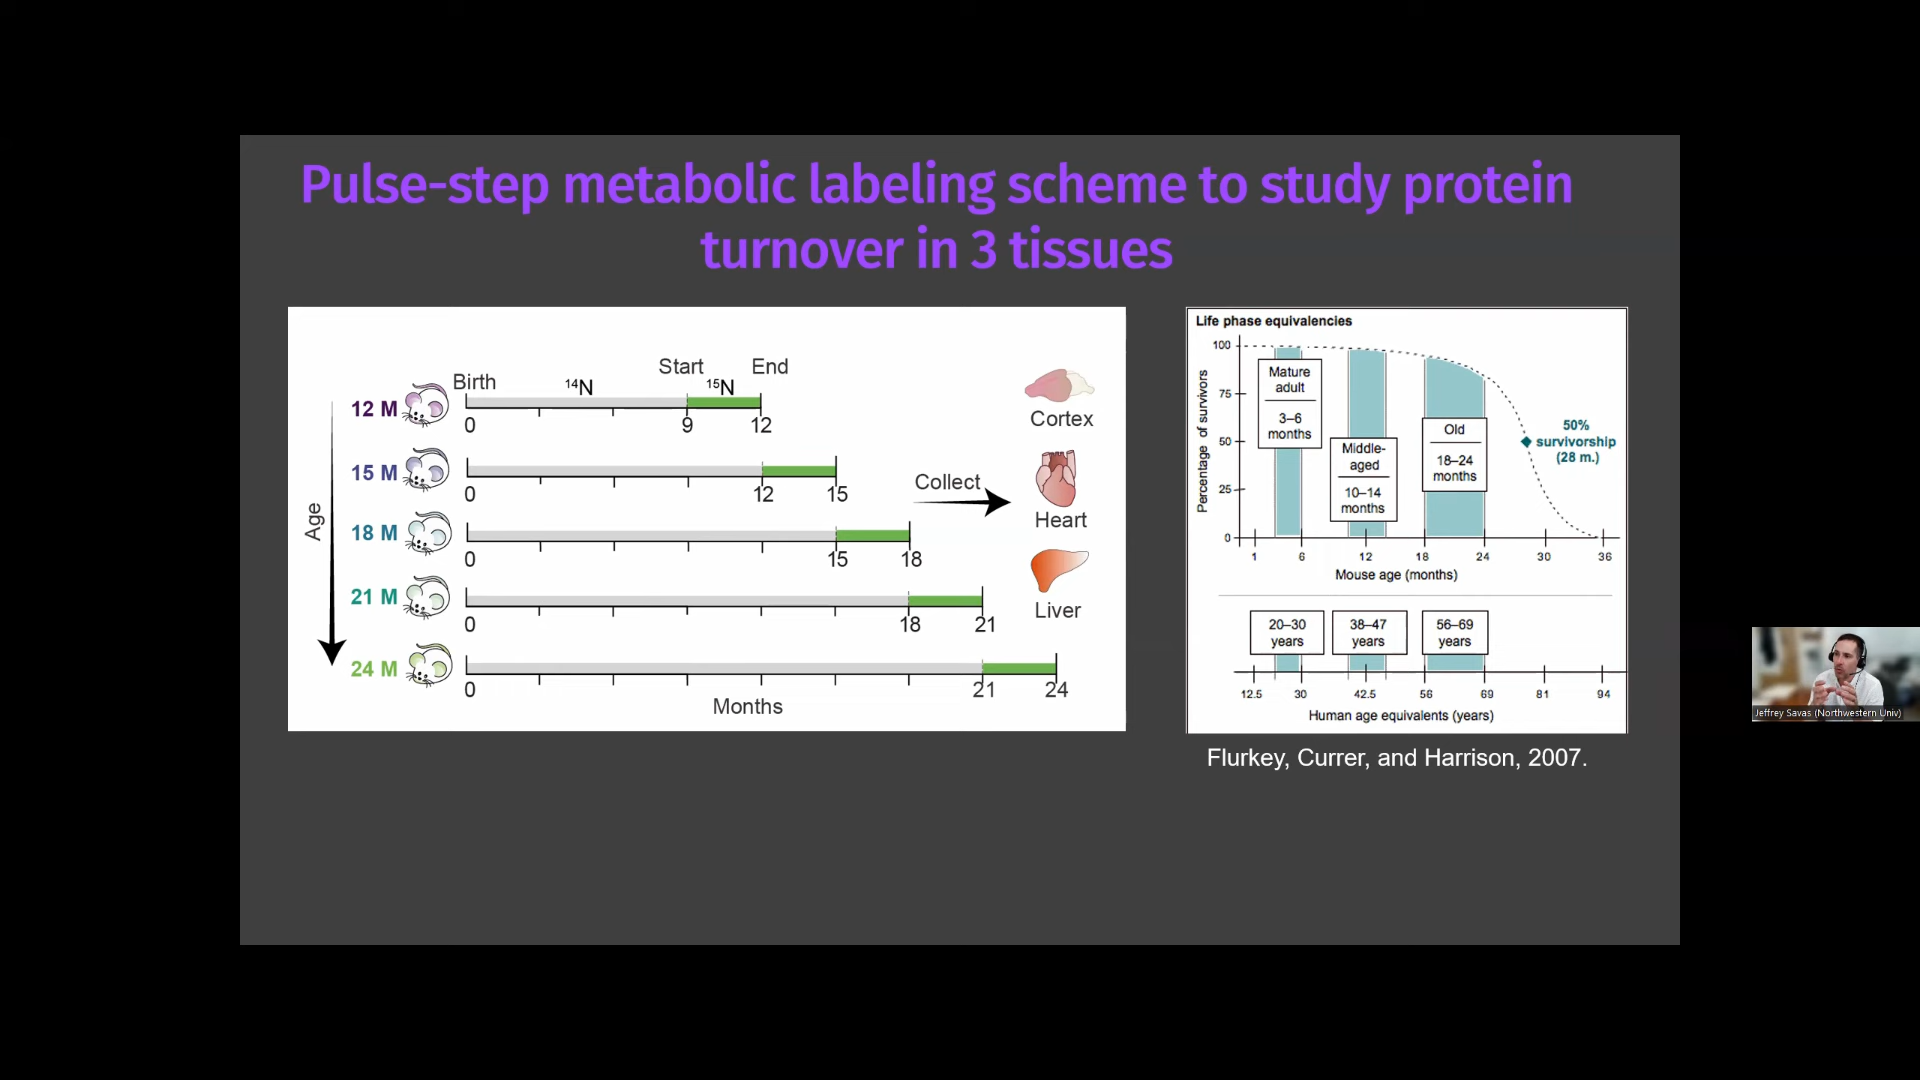 Pulse-step metabolic labeling scheme to study protein
turnover in 3 tissues
Birth
14N
Start
15N
End
12 M
0
9
12
15 M
0
12
15
18 M
0
15
18
21 M
0
18
21
24 M
0
21
24
Months
Age
Collect
Cortex
Heart
Liver
Life phase equivalencies
Percentage of survivors
100
75
50
25
0
Mature
adult
3–6
months
Middle-
aged
10–14
months
Old
18–24
months
50%
survivorship
(28 m.)
1 6 12 18 24 30 36
Mouse age (months)
20–30
years
38–47
years
56–69
years
12.5 30 42.5 56 69 81 94
Human age equivalents (years)
Flurkey, Currer, and Harrison, 2007.
Jeffrey Savas (Northwestern Univ)